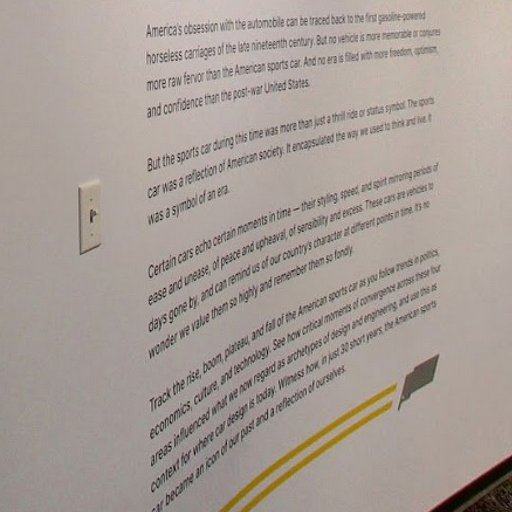 America's obsession with the automobile can be traced back to the first gasoline-powered
horseless carriages of the late nineteenth century. But no vehicle is more memorable or conjures
more raw fervor than the American sports car. And no era is filled with more freedom, optimism,
and confidence than the post-war United States.
But the sports car during this time was more than just a thrill ride or status symbol. The sports
car was a reflection of American society. It encapsulated the way we used to think and live. It
was a symbol of an era.
Certain cars echo certain moments in time — their styling, speed, and spirit mirroring periods of
ease and unease, of peace and upheaval, of sensibility and excess. These cars are vehicles to
days gone by, and can remind us of our country's character at different points in time. It's no
wonder we value them so highly and remember them so fondly.
Track the rise, boom, plateau, and fall of the American sports car as you follow trends in politics,
economics, culture, and technology. See how critical moments of convergence across these four
areas influenced what we now regard as archetypes of design and engineering, and use this as
context for where car design is today. Witness how, in just 30 short years, the American sports
car became an icon of our past and a reflection of ourselves.